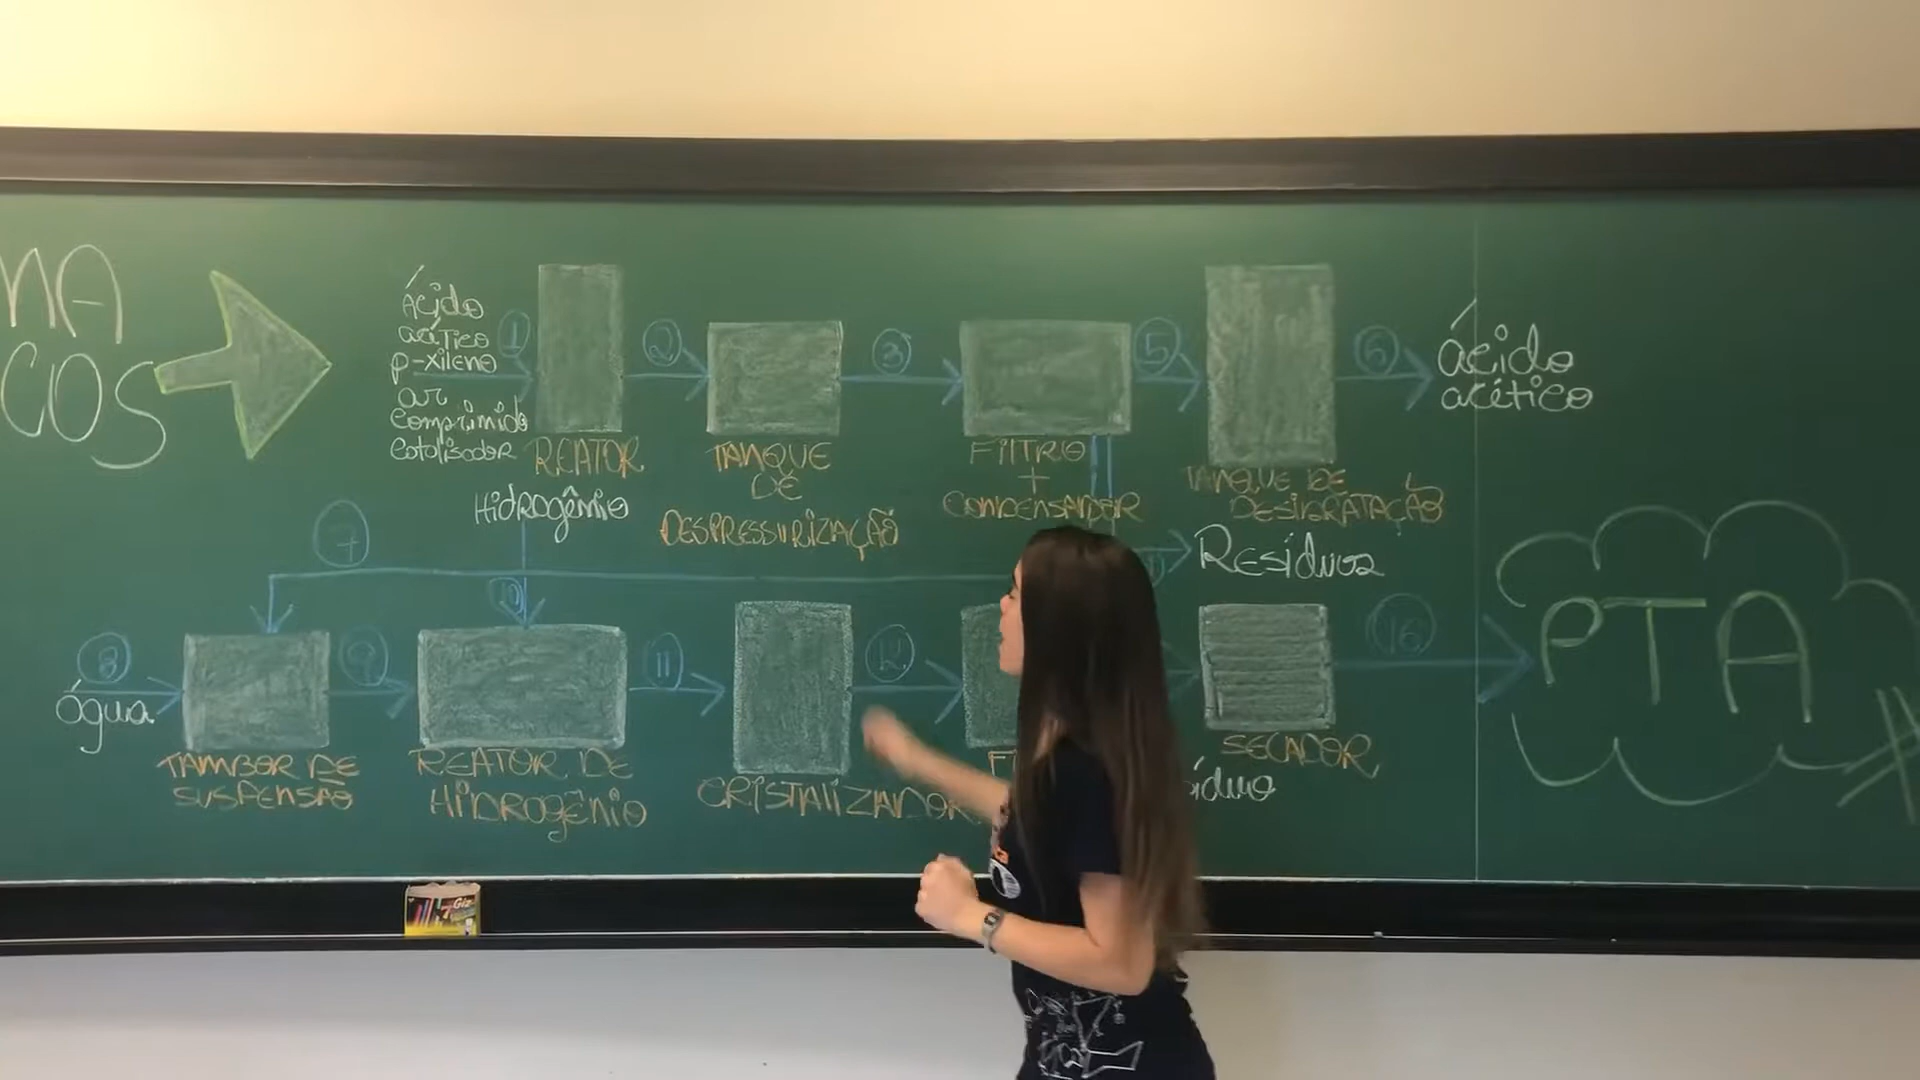 MA
COS
Ácido
acético
p-xileno
ar
comprimido
catalisador
1
REATOR
2
TANQUE
DE
DESPRESSURIZAÇÃO
3
FILTRO
+
CONDENSADOR
5
TANQUE DE
DESIDRATAÇÃO
6
ácido
acético
Hidrogênio
7
Resíduos
8
água
TAMBOR DE
SUSPENSÃO
9
10
REATOR DE
HIDROGÊNIO
11
CRISTALIZADOR
12
F
síduo
SECADOR
16
PTA
Giz